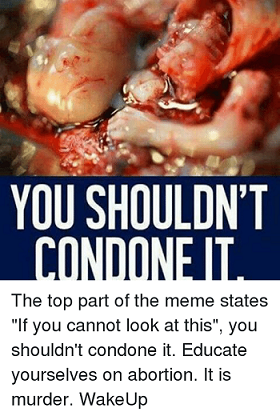 YOU SHOULDN'T
CONDONE IT.
The top part of the meme states
"If you cannot look at this", you
shouldn't condone it. Educate
yourselves on abortion. It is
murder. WakeUp